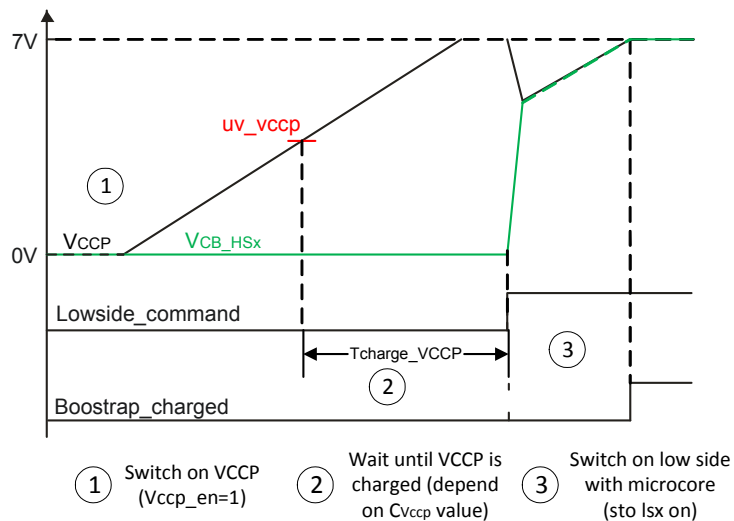 7V
uv_vccp
1
VCCP
VCB_HSx
0V
Lowside_command
Tcharge_VCCP
3
2
Boostrap_charged
1 Switch on VCCP
(Vccp_en=1)
2 Wait until VCCP is
charged (depend
on CVccp value)
3 Switch on low side
with microcore
(sto lsx on)